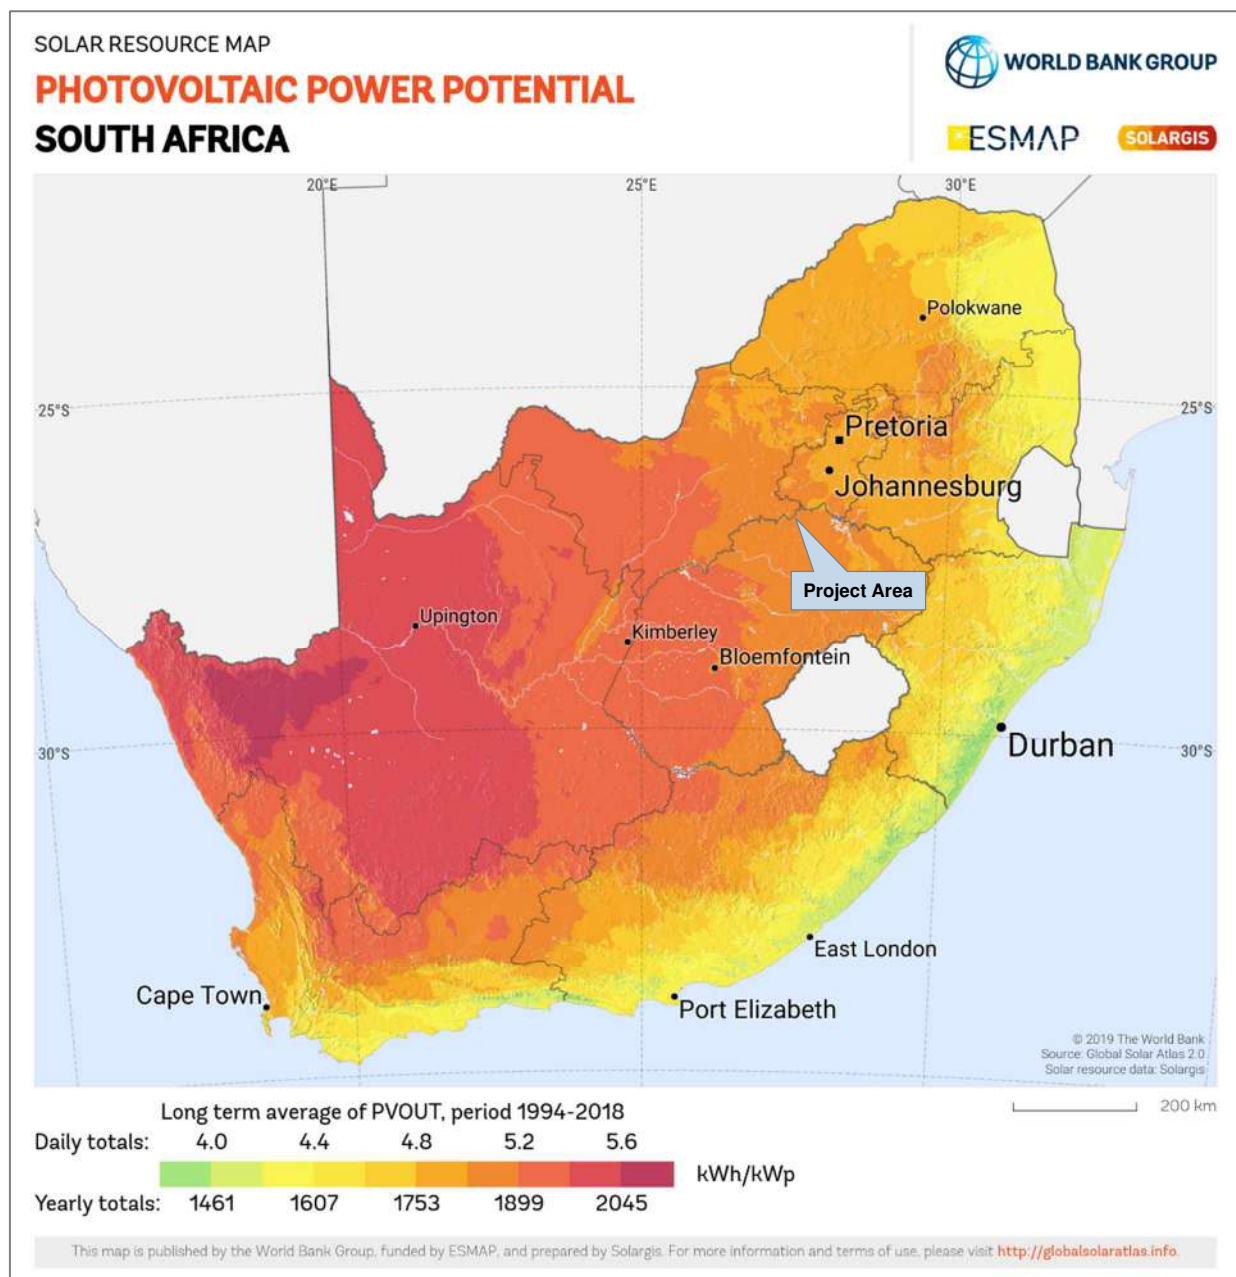 SOLAR RESOURCE MAP
PHOTOVOLTAIC POWER POTENTIAL
SOUTH AFRICA
WORLD BANK GROUP
ESMAP
SOLARGIS
20°E
25°E
30°E
Polokwane
25°S
25°S
Pretoria
Johannesburg
Project Area
Upington
Kimberley
Bloemfontein
Durban
30°S
30°S
East London
Cape Town
Port Elizabeth
© 2019 The World Bank
Source: Global Solar Atlas 2.0
Solar resource data: Solargis
200 km
Long term average of PVOUT, period 1994-2018
Daily totals: 4.0 4.4 4.8 5.2 5.6
kWh/kWp
Yearly totals: 1461 1607 1753 1899 2045
This map is published by the World Bank Group, funded by ESMAP, and prepared by Solargis. For more information and terms of use, please visit http://globalsolaratlas.info.